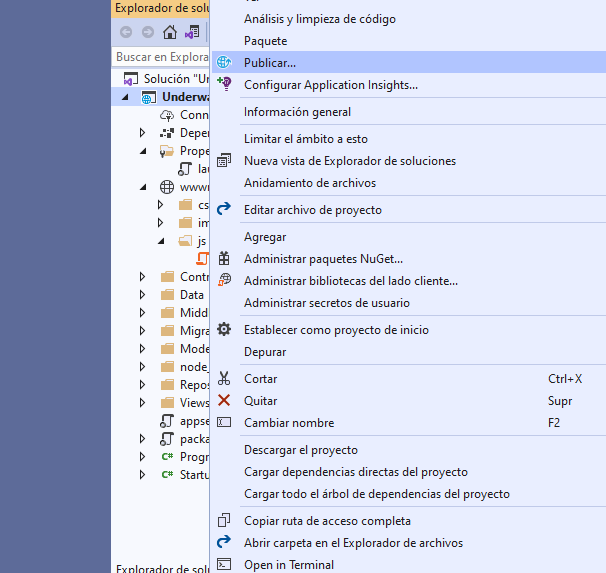 Explorador de solu
Buscar en Explora
Solución "Un
Underwa
Conn
Deper
Prope
lau
wwwr
cs
im
js
Contr
Data
Midd
Migra
Mode
node_
Repos
Views
appse
packa
C# Progr
C# Startu
Explorador de solu
Análisis y limpieza de código
Paquete
Publicar...
Configurar Application Insights...
Información general
Limitar el ámbito a esto
Nueva vista de Explorador de soluciones
Anidamiento de archivos
Editar archivo de proyecto
Agregar
Administrar paquetes NuGet...
Administrar bibliotecas del lado cliente...
Administrar secretos de usuario
Establecer como proyecto de inicio
Depurar
Cortar Ctrl+X
Quitar Supr
Cambiar nombre F2
Descargar el proyecto
Cargar dependencias directas del proyecto
Cargar todo el árbol de dependencias del proyecto
Copiar ruta de acceso completa
Abrir carpeta en el Explorador de archivos
Open in Terminal